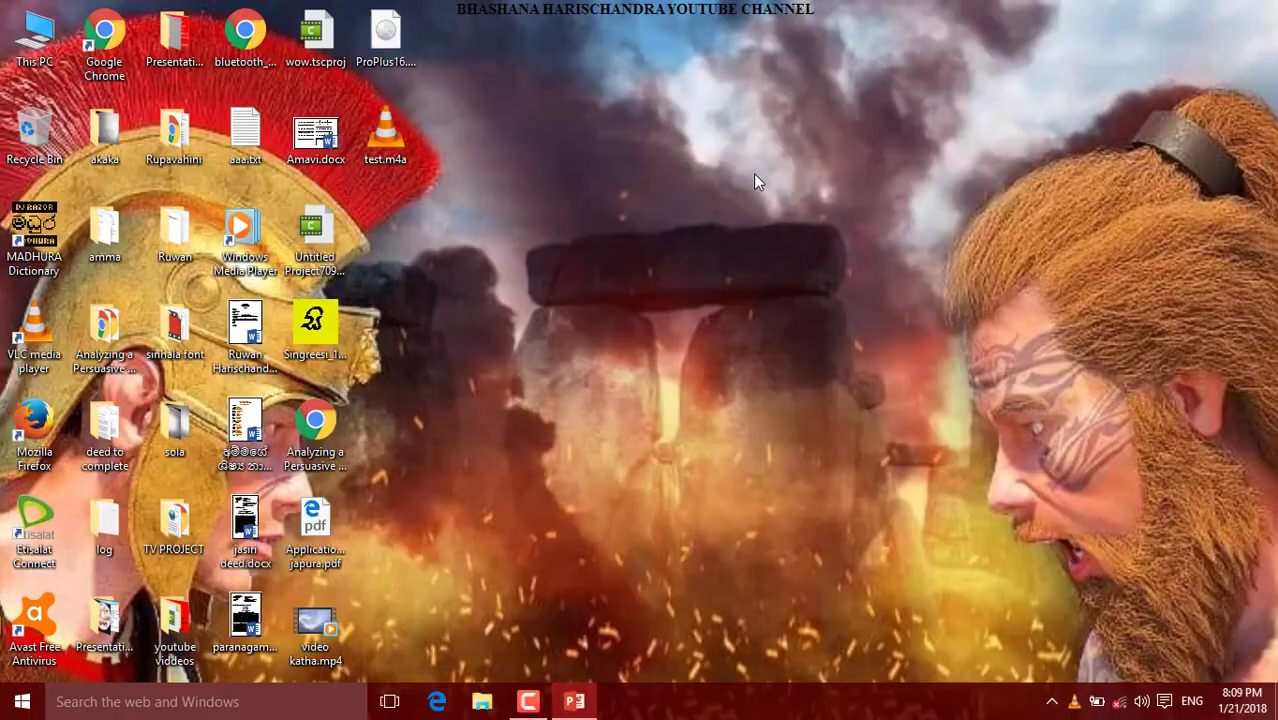 BHASHANA HARISCHANDRA YOUTUBE CHANNEL
This PC
Google
Chrome
Presentati...
bluetooth_...
wow.tscproj
ProPlus16....
Recycle Bin
akaka
Rupavahini
aaa.txt
Amavi.docx
test.m4a
MADHURA
Dictionary
amma
Ruwan
Windows
Media Player
Untitled
Project709...
VLC media
player
Analyzing a
Persuasive ...
sinhala font
Ruwan
Harischand...
Singreesi_1...
Mozilla
Firefox
deed to
complete
sola
අම්මගේ
ශිෂ්‍ය නා...
Analyzing a
Persuasive ...
Etisalat
Connect
log
TV PROJECT
jasin
deed.docx
pdf
Applicatio...
japura.pdf
Avast Free
Antivirus
Presentati...
youtube
viddeos
paranagam...
video
katha.mp4
Search the web and Windows
ENG
8:09 PM
1/21/2018